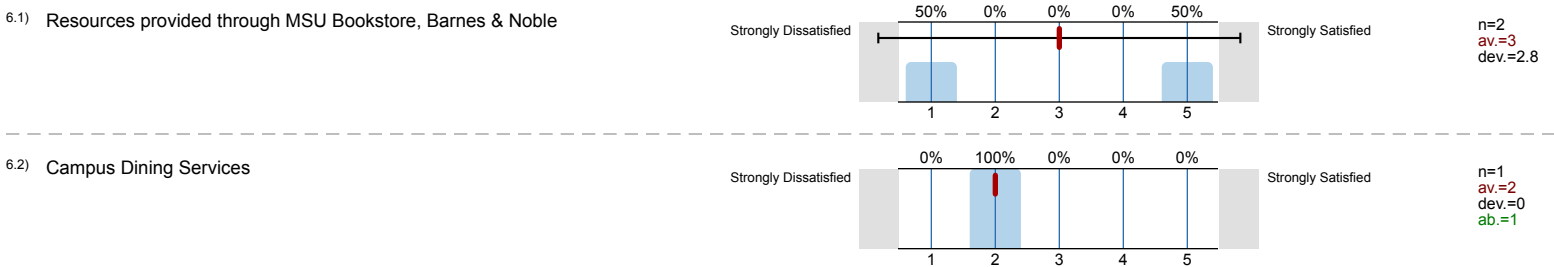 6.1) Resources provided through MSU Bookstore, Barnes & Noble
50% 0% 0% 0% 50%
Strongly Dissatisfied
Strongly Satisfied
1 2 3 4 5
n=2
av.=3
dev.=2.8
6.2) Campus Dining Services
0% 100% 0% 0% 0%
Strongly Dissatisfied
Strongly Satisfied
1 2 3 4 5
n=1
av.=2
dev.=0
ab.=1